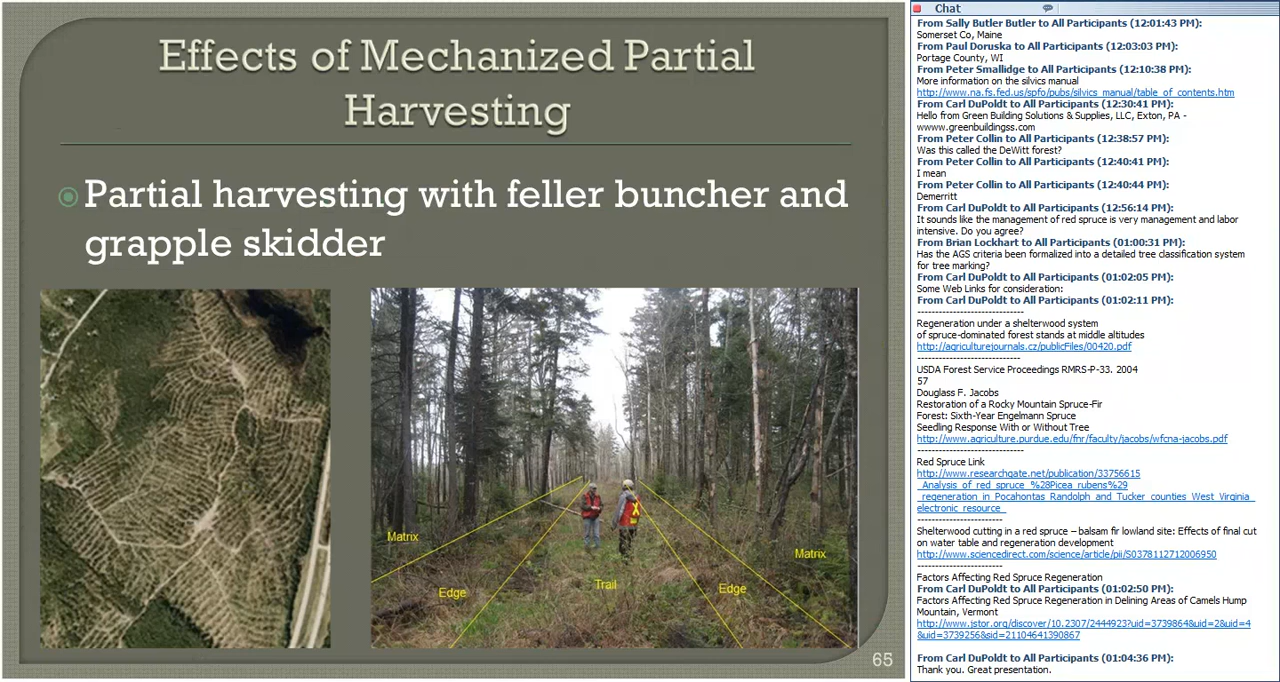 Effects of Mechanized Partial
Harvesting
Partial harvesting with feller buncher and
grapple skidder
Matrix
Edge
Trail
Edge
Matrix
65
Chat
From Sally Butler Butler to All Participants (12:01:43 PM):
Somerset Co, Maine
From Paul Doruska to All Participants (12:03:03 PM):
Portage County, WI
From Peter Smallidge to All Participants (12:10:38 PM):
More information on the silvics manual
http://www.na.fs.fed.us/spfo/pubs/silvics_manual/table_of_contents.htm
From Carl DuPoldt to All Participants (12:30:41 PM):
Hello from Green Building Solutions & Supplies, LLC, Exton, PA -
wwww.greenbuildingss.com
From Peter Collin to All Participants (12:38:57 PM):
Was this called the DeWitt forest?
From Peter Collin to All Participants (12:40:41 PM):
I mean
From Peter Collin to All Participants (12:40:44 PM):
Demerritt
From Carl DuPoldt to All Participants (12:56:14 PM):
It sounds like the management of red spruce is very management and labor
intensive. Do you agree?
From Brian Lockhart to All Participants (01:00:31 PM):
Has the AGS criteria been formalized into a detailed tree classification system
for tree marking?
From Carl DuPoldt to All Participants (01:02:05 PM):
Some Web Links for consideration:
From Carl DuPoldt to All Participants (01:02:11 PM):
------------------------------
Regeneration under a shelterwood system
of spruce-dominated forest stands at middle altitudes
http://agriculturejournals.cz/publicFiles/00420.pdf
-----------------------------
USDA Forest Service Proceedings RMRS-P-33. 2004
57
Douglass F. Jacobs
Restoration of a Rocky Mountain Spruce-Fir
Forest: Sixth-Year Engelmann Spruce
Seedling Response With or Without Tree
http://www.agriculture.purdue.edu/fnr/faculty/jacobs/wfcna-jacobs.pdf
------------------------------
Red Spruce Link
http://www.researchgate.net/publication/33756615
_Analysis_of_red_spruce_%28Picea_rubens%29
_regeneration_in_Pocahontas_Randolph_and_Tucker_counties_West_Virginia_
electronic_resource_
------------------------
Shelterwood cutting in a red spruce – balsam fir lowland site: Effects of final cut
on water table and regeneration development
http://www.sciencedirect.com/science/article/pii/S0378112712006950
------------------------
Factors Affecting Red Spruce Regeneration
From Carl DuPoldt to All Participants (01:02:50 PM):
Factors Affecting Red Spruce Regeneration in Delining Areas of Camels Hump
Mountain, Vermont
http://www.jstor.org/discover/10.2307/2444923?uid=3739864&uid=2&uid=4
&uid=3739256&sid=21104641390867
From Carl DuPoldt to All Participants (01:04:36 PM):
Thank you. Great presentation.